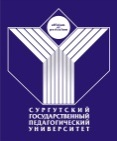 СУРГУТСКИЙ
ГОСУДАРСТВЕННЫЙ
ПЕДАГОГИЧЕСКИЙ
УНИВЕРСИТЕТ